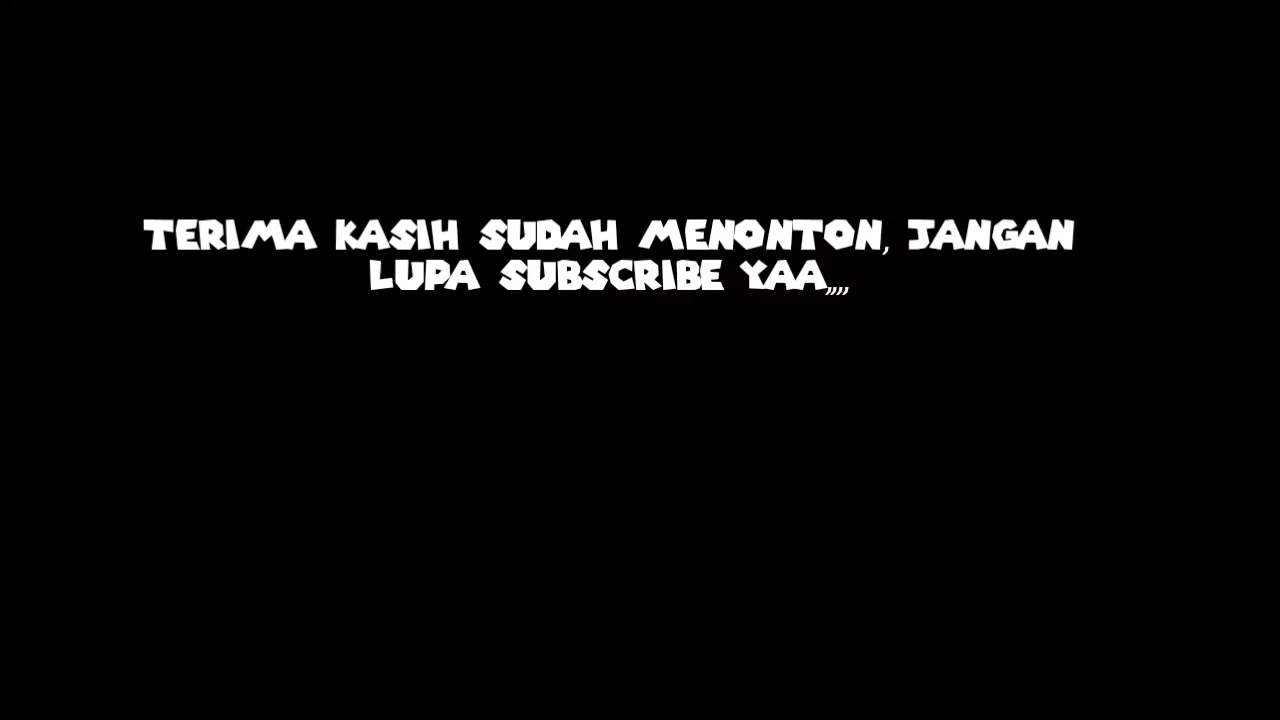 TERIMA KASIH SUDAH MENONTON, JANGAN
LUPA SUBSCRIBE YAA,,,,